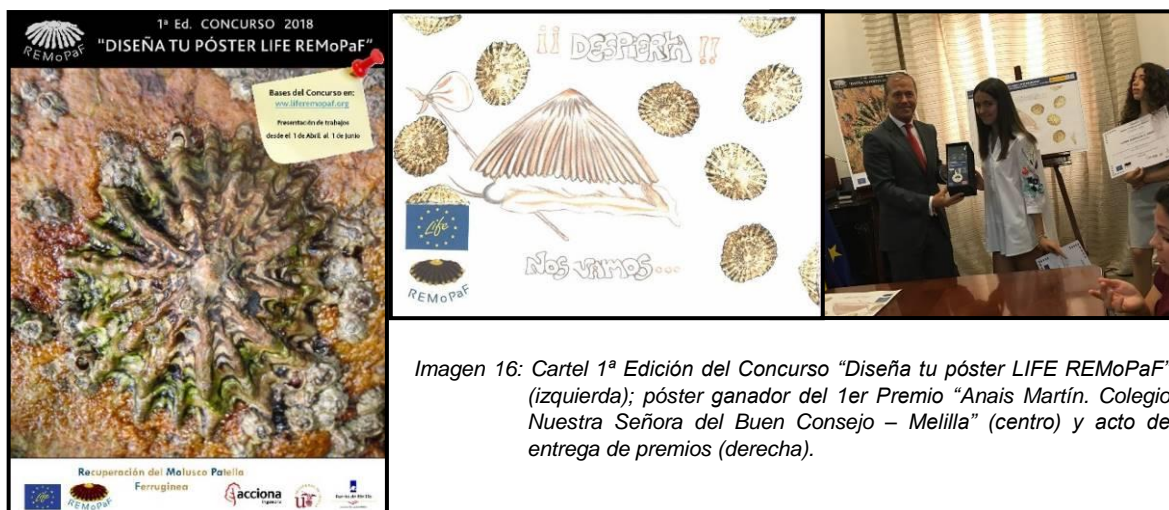 1ª Ed. CONCURSO 2018
"DISEÑA TU PÓSTER LIFE REMoPaF"
REMoPaF
Bases del Concurso en:
www.liferemopaf.org
Presentación de trabajos
desde el 1 de Abril al 1 de Junio
Recuperación del Molusco Patella
Ferruginea
Life
REMoPaF
acciona
¡¡ DESPIERTA !!
Life
REMoPaF
NOS VAMOS...
Imagen 16: Cartel 1ª Edición del Concurso "Diseña tu póster LIFE REMoPaF"
(izquierda); póster ganador del 1er Premio "Anais Martín. Colegio
Nuestra Señora del Buen Consejo – Melilla" (centro) y acto de
entrega de premios (derecha).